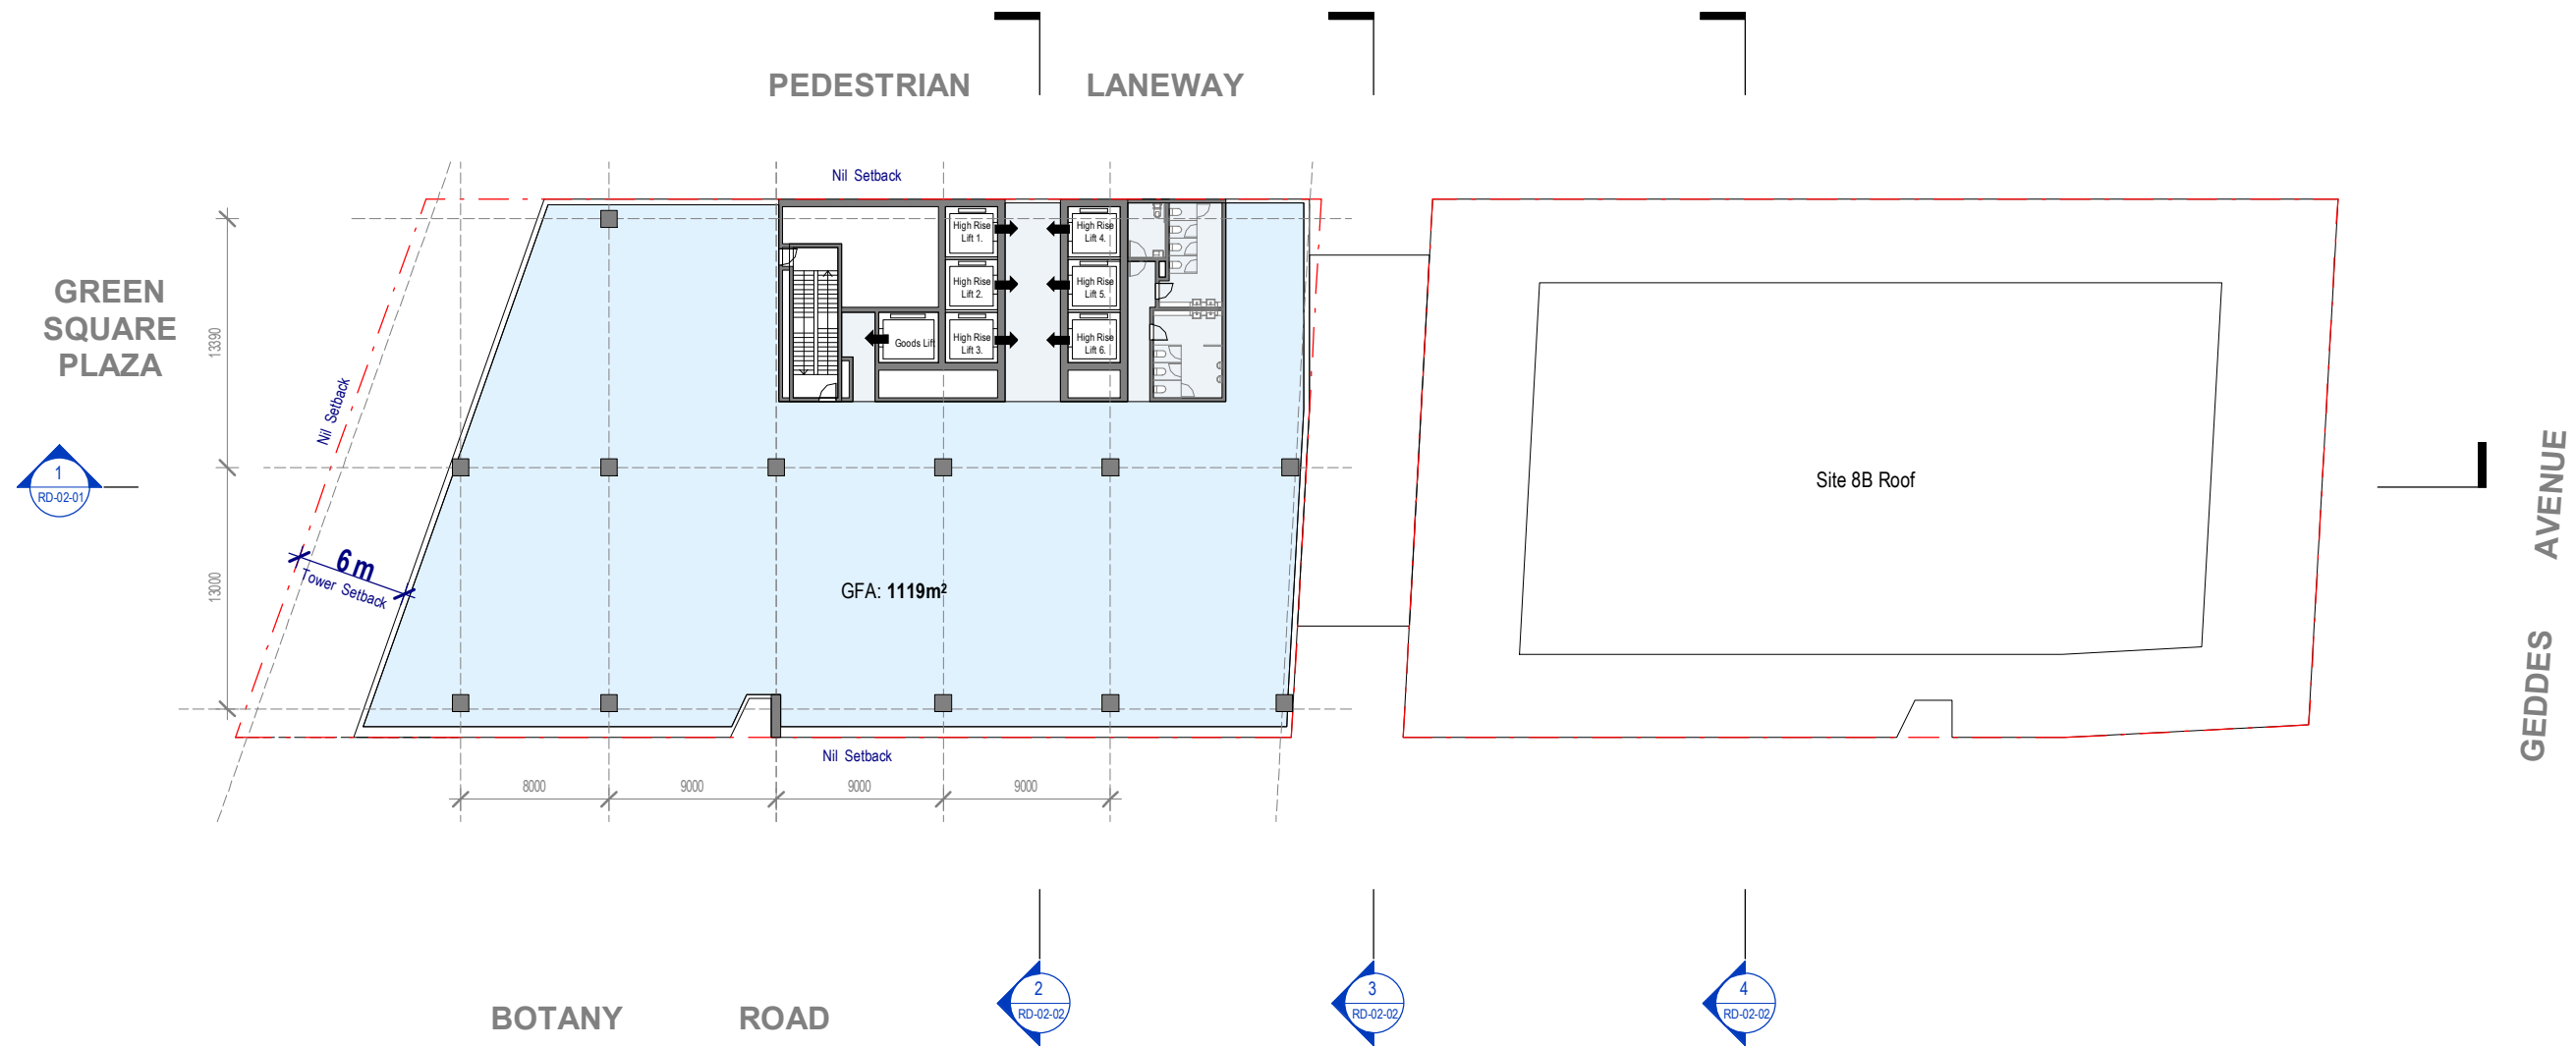 PEDESTRIAN LANEWAY
Nil Setback
High Rise
Lift 1.
High Rise
Lift 4.
High Rise
Lift 2.
High Rise
Lift 5.
High Rise
Lift 3.
High Rise
Lift 6.
Goods Lift
GREEN
SQUARE
PLAZA
13390
Nil Setback
1
RD-02-01
6 m
Tower Setback
13000
GFA: 1119m²
Site 8B Roof
GEDDES AVENUE
Nil Setback
8000
9000
9000
9000
BOTANY ROAD
2
RD-02-02
3
RD-02-02
4
RD-02-02